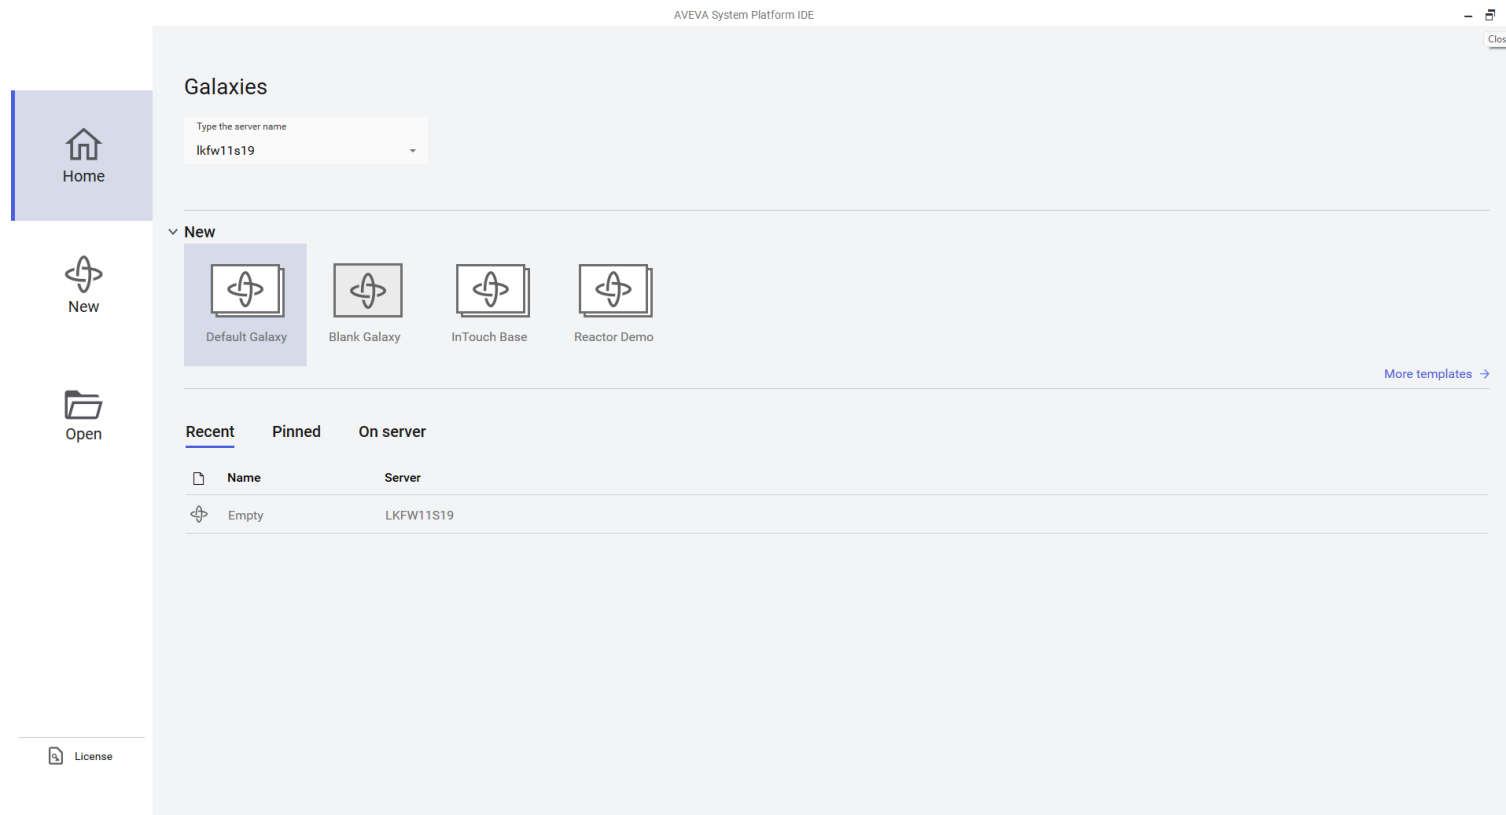 AVEVA System Platform IDE
Clos
Galaxies
Type the server name
lkfw11s19
Home
New
New
Default Galaxy
Blank Galaxy
InTouch Base
Reactor Demo
More templates
Open
Recent
Pinned
On server
Name
Server
Empty
LKFW11S19
License